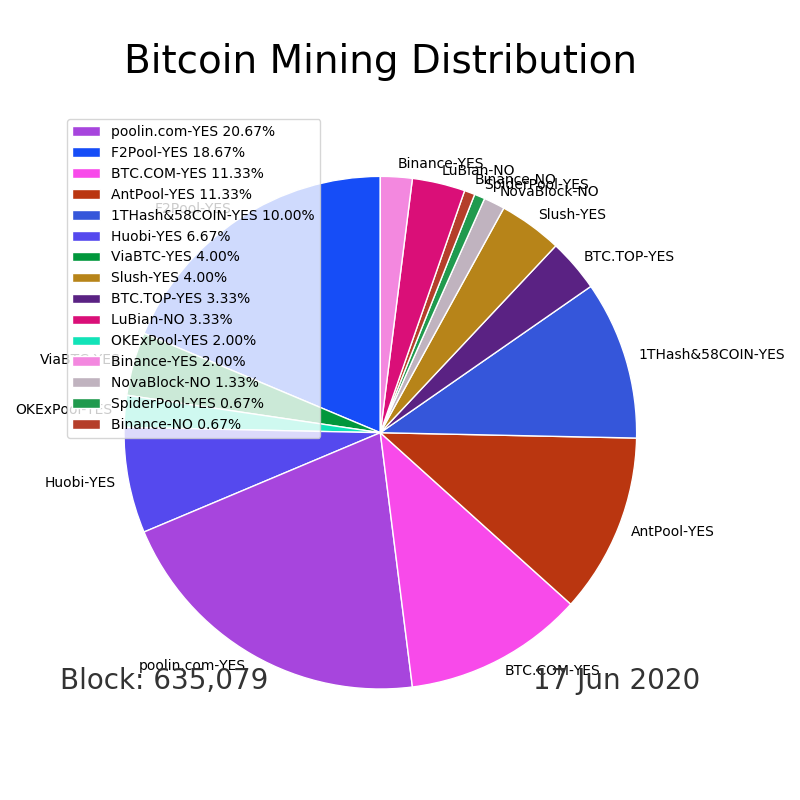 Bitcoin Mining Distribution
poolin.com-YES 20.67%
F2Pool-YES 18.67%
BTC.COM-YES 11.33%
AntPool-YES 11.33%
1THash&58COIN-YES 10.00%
Huobi-YES 6.67%
ViaBTC-YES 4.00%
Slush-YES 4.00%
BTC.TOP-YES 3.33%
LuBian-NO 3.33%
OKExPool-YES 2.00%
Binance-YES 2.00%
NovaBlock-NO 1.33%
SpiderPool-YES 0.67%
Binance-NO 0.67%
Binance-YES
LuBian-NO
Binance-NO
SpiderPool-YES
NovaBlock-NO
Slush-YES
BTC.TOP-YES
1THash&58COIN-YES
AntPool-YES
BTC.COM-YES
poolin.com-YES
Huobi-YES
OKExPool-YES
ViaBTC-YES
F2Pool-YES
Block: 635,079
17 Jun 2020